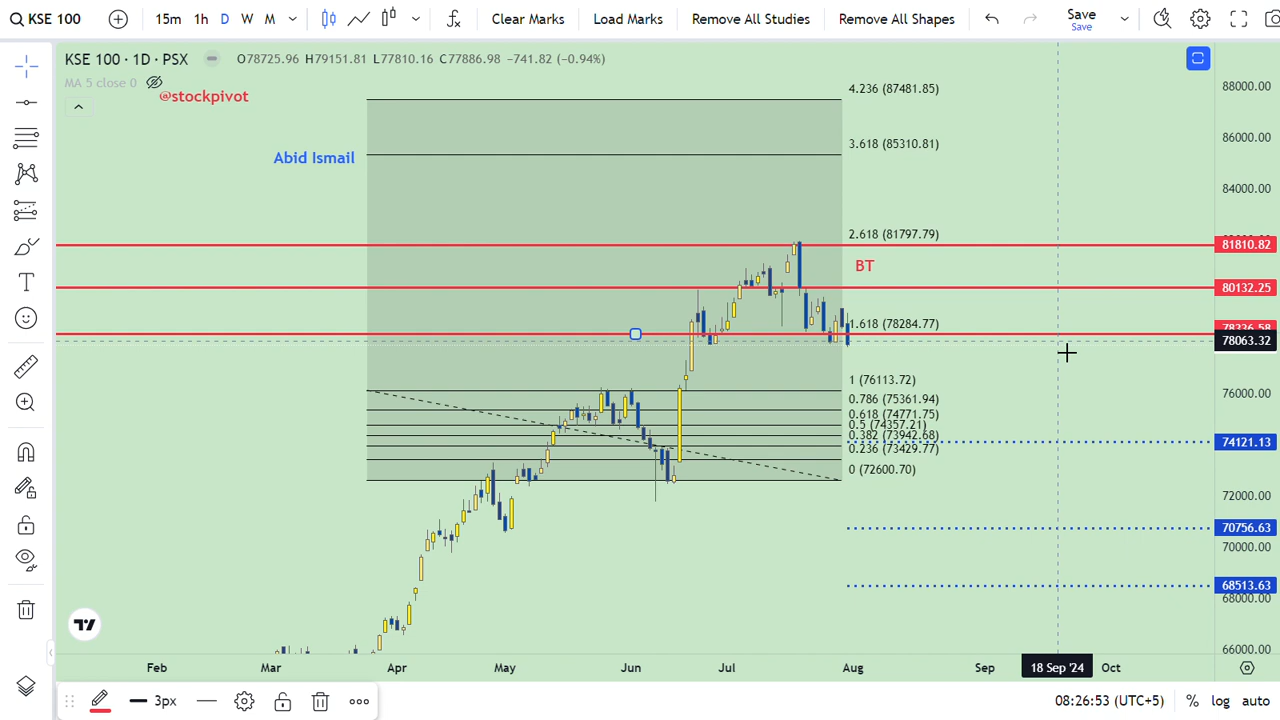 KSE 100 15m 1h D W M Clear Marks Load Marks Remove All Studies Remove All Shapes Save
Save
KSE 100 · 1D · PSX O78725.96 H79151.81 L77810.16 C77886.98 −741.82 (−0.94%)
MA 5 close 0
@stockpivot
Abid Ismail
4.236 (87481.85)
3.618 (85310.81)
2.618 (81797.79)
BT
1.618 (78284.77)
1 (76113.72)
0.786 (75361.94)
0.618 (74771.75)
0.5 (74357.21)
0.382 (73942.68)
0.236 (73429.77)
0 (72600.70)
88000.00
86000.00
84000.00
81810.82
80132.25
78236.58
78063.32
76000.00
74121.13
72000.00
70756.63
70000.00
68513.63
68000.00
66000.00
Feb Mar Apr May Jun Jul Aug Sep 18 Sep '24 Oct
3px 08:26:53 (UTC+5) % log auto